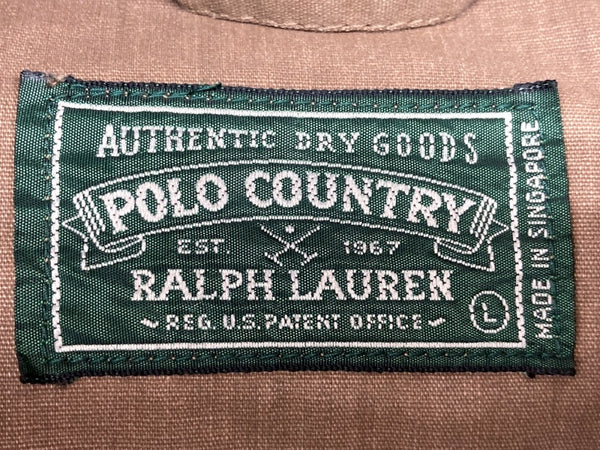 AUTHENTIC DRY GOODS
POLO COUNTRY
EST 1967
RALPH LAUREN
REG. U.S. PATENT OFFICE
L
MADE IN SINGAPORE